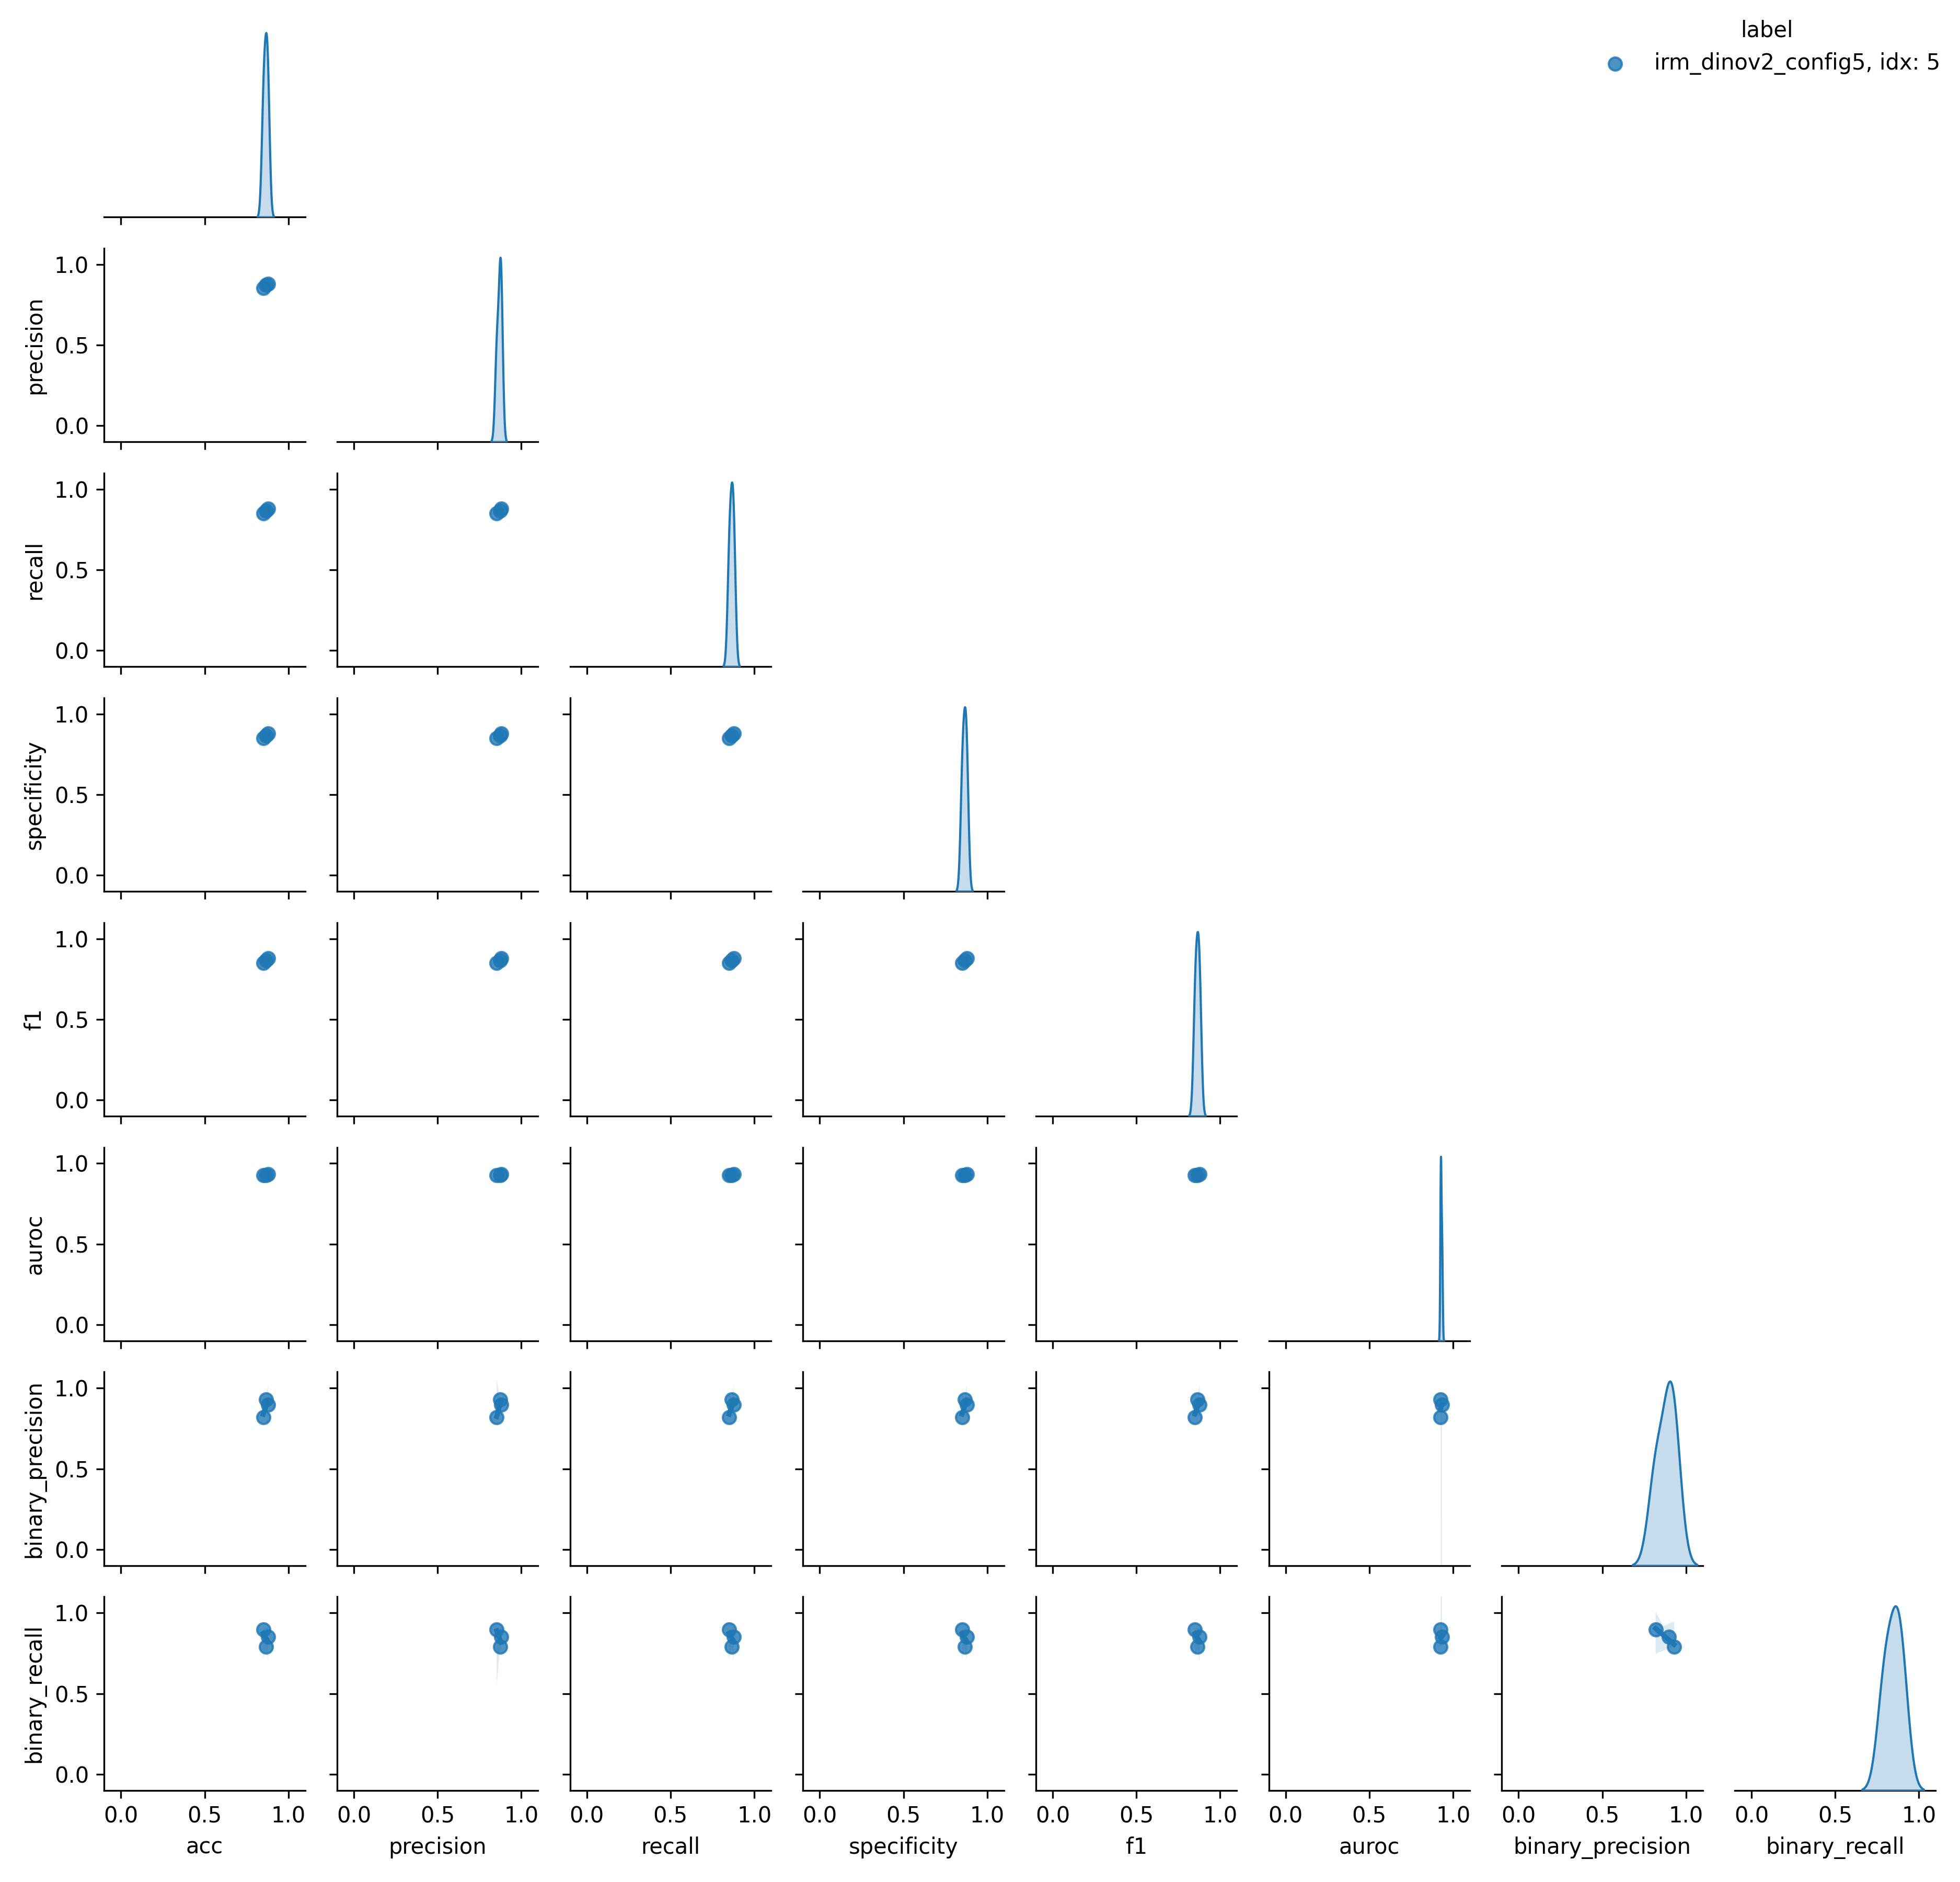 label
irm_dinov2_config5, idx: 5
1.0
0.5
0.0
precision
1.0
0.5
0.0
recall
1.0
0.5
0.0
specificity
1.0
0.5
0.0
f1
1.0
0.5
0.0
auroc
1.0
0.5
0.0
binary_precision
1.0
0.5
0.0
binary_recall
0.0 0.5 1.0 0.0 0.5 1.0 0.0 0.5 1.0 0.0 0.5 1.0 0.0 0.5 1.0 0.0 0.5 1.0 0.0 0.5 1.0 0.0 0.5 1.0
acc precision recall specificity f1 auroc binary_precision binary_recall